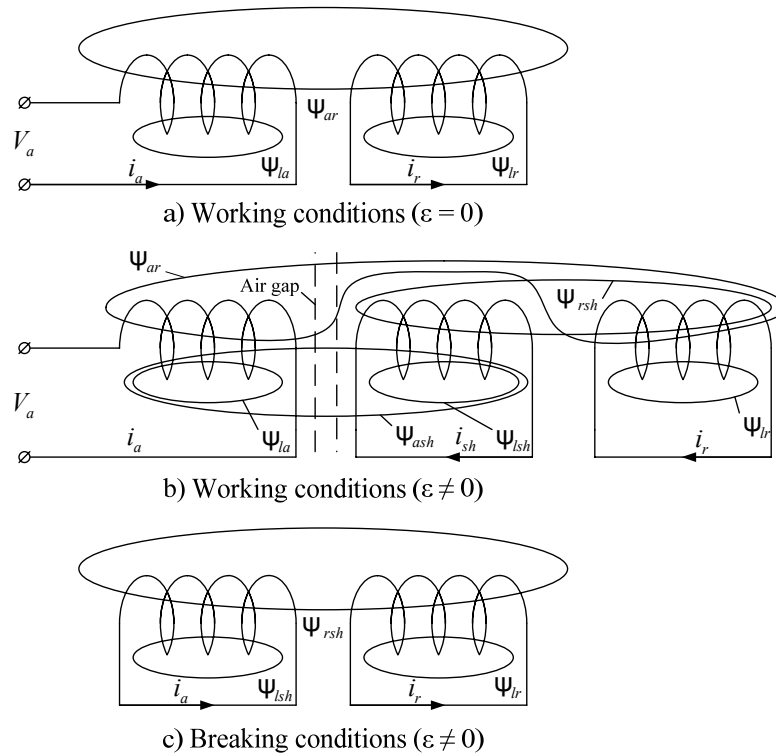 Ψar
Va
ia
Ψla
ir
Ψlr
a) Working conditions (ε = 0)
Ψar
Air gap
Ψrsh
Va
ia
Ψla
Ψash
ish
Ψlsh
ir
Ψlr
b) Working conditions (ε ≠ 0)
Ψrsh
ia
Ψlsh
ir
Ψlr
c) Breaking conditions (ε ≠ 0)